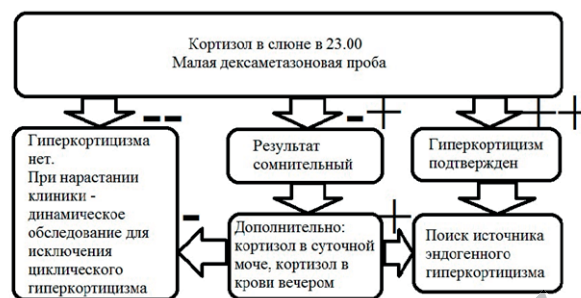 Кортизол в слюне в 23.00
Малая дексаметазоновая проба
--
-+
++
Гиперкортицизма
нет.
При нарастании
клиники -
динамическое
обследование для
исключения
циклического
гиперкортицизма
Результат
сомнительный
Гиперкортицизм
подтвержден
-
Дополнительно:
кортизол в суточной
моче, кортизол в
крови вечером
+
Поиск источника
эндогенного
гиперкортицизма